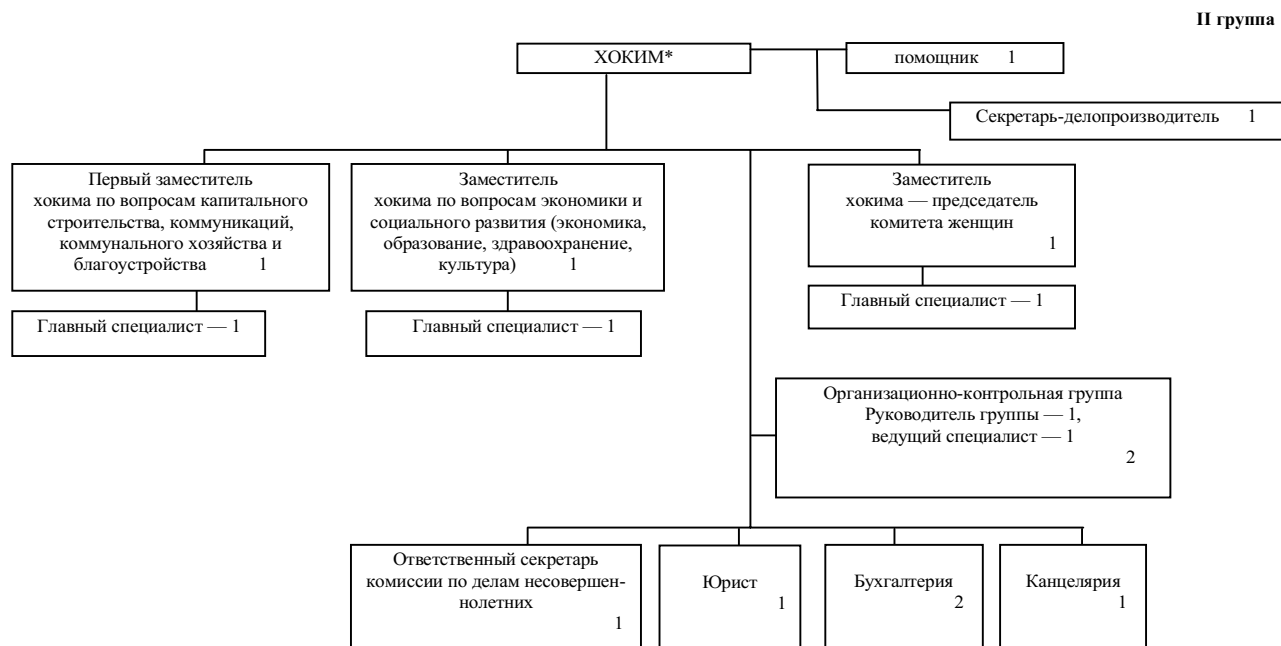 II группа
ХОКИМ*
помощник 1
Секретарь-делопроизводитель 1
Первый заместитель
хокима по вопросам капитального
строительства, коммуникаций,
коммунального хозяйства и
благоустройства 1
Заместитель
хокима по вопросам экономики и
социального развития (экономика,
образование, здравоохранение,
культура) 1
Заместитель
хокима — председатель
комитета женщин
1
Главный специалист — 1
Главный специалист — 1
Главный специалист — 1
Организационно-контрольная группа
Руководитель группы — 1,
ведущий специалист — 1
2
Ответственный секретарь
комиссии по делам несовершен-
нолетних
1
Юрист
1
Бухгалтерия
2
Канцелярия
1